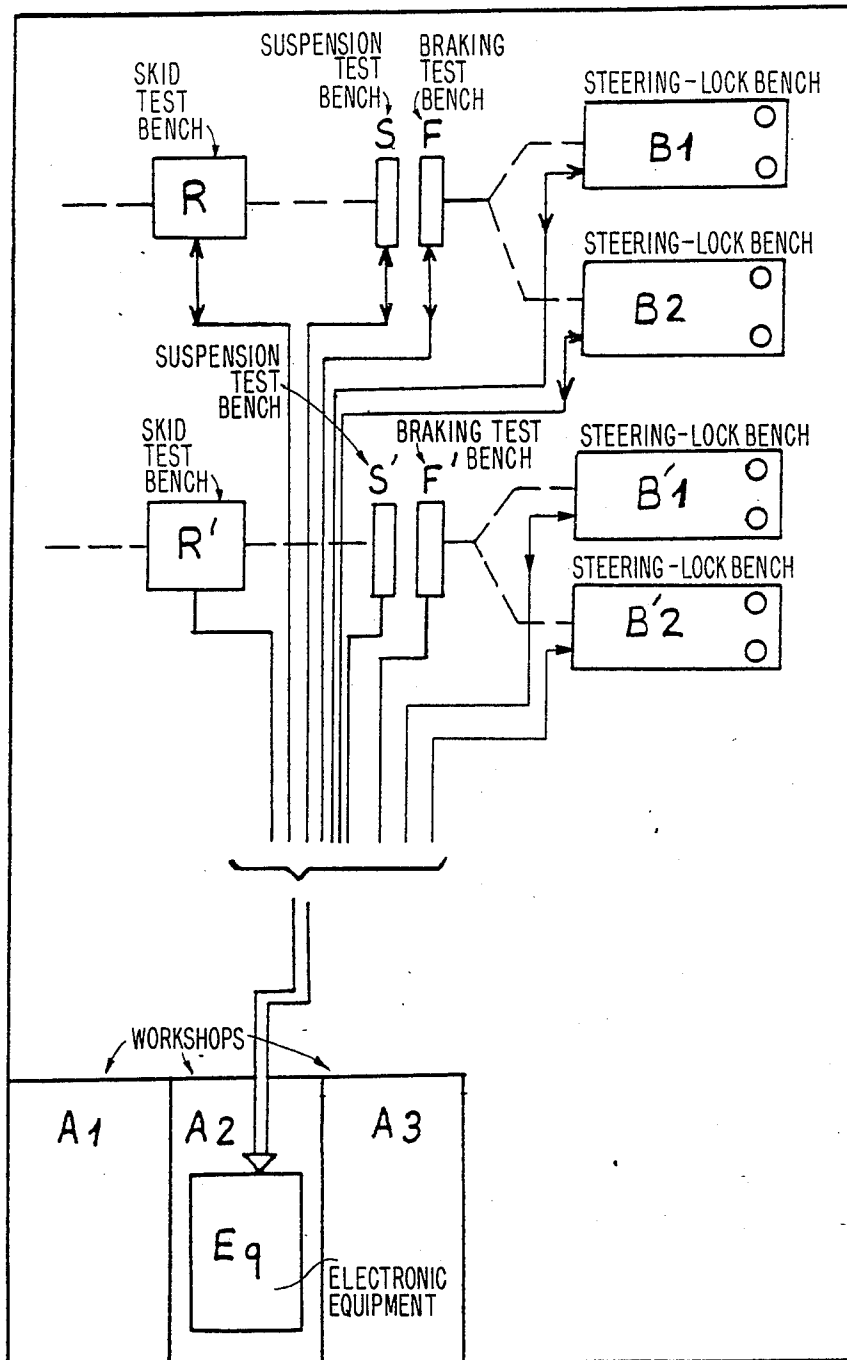 SUSPENSION
TEST
BENCH
BRAKING
TEST
BENCH
SKID
TEST
BENCH
STEERING-LOCK BENCH
S
F
B1
R
STEERING-LOCK BENCH
B2
SUSPENSION
TEST
BENCH
SKID
TEST
BENCH
BRAKING TEST
BENCH
STEERING-LOCK BENCH
S'
F'
B'1
R'
STEERING-LOCK BENCH
B'2
WORKSHOPS
A1
A2
A3
Eq
ELECTRONIC
EQUIPMENT